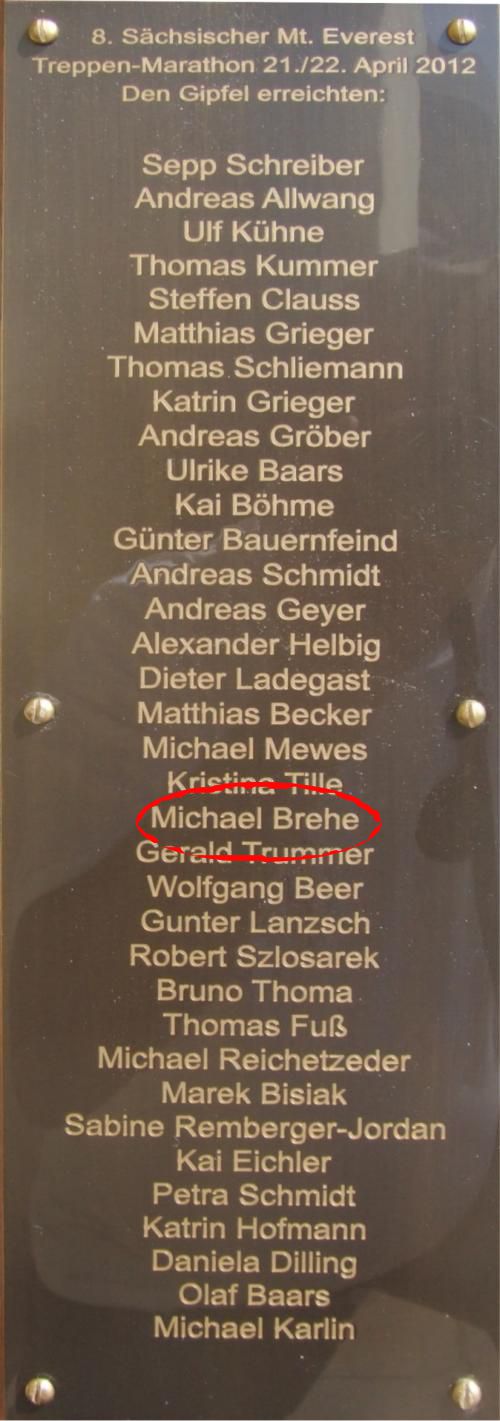 8. Sächsischer Mt. Everest
Treppen-Marathon 21./22. April 2012
Den Gipfel erreichten:
Sepp Schreiber
Andreas Allwang
Ulf Kühne
Thomas Kummer
Steffen Clauss
Matthias Grieger
Thomas Schliemann
Katrin Grieger
Andreas Gröber
Ulrike Baars
Kai Böhme
Günter Bauernfeind
Andreas Schmidt
Andreas Geyer
Alexander Helbig
Dieter Ladegast
Matthias Becker
Michael Mewes
Kristina Tille
Michael Brehe
Gerald Trummer
Wolfgang Beer
Gunter Lanzsch
Robert Szlosarek
Bruno Thoma
Thomas Fuß
Michael Reichetzeder
Marek Bisiak
Sabine Remberger-Jordan
Kai Eichler
Petra Schmidt
Katrin Hofmann
Daniela Dilling
Olaf Baars
Michael Karlin